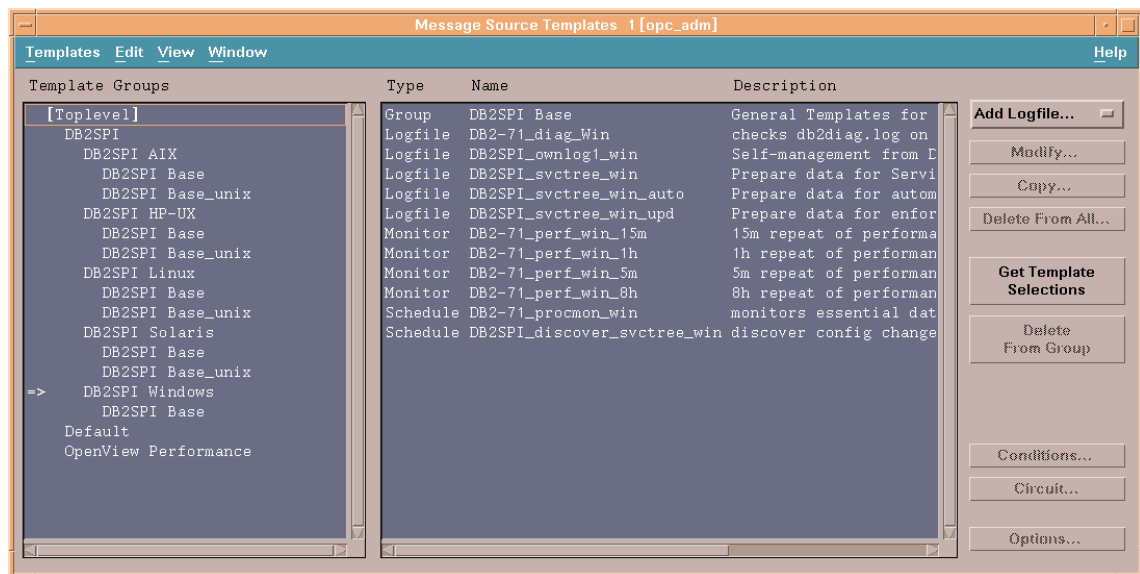 Message Source Templates 1 [opc_adm]
Templates Edit View Window Help
Template Groups
[Toplevel]
DB2SPI
DB2SPI AIX
DB2SPI Base
DB2SPI Base_unix
DB2SPI HP-UX
DB2SPI Base
DB2SPI Base_unix
DB2SPI Linux
DB2SPI Base
DB2SPI Base_unix
DB2SPI Solaris
DB2SPI Base
DB2SPI Base_unix
=> DB2SPI Windows
DB2SPI Base
Default
OpenView Performance
Type Name Description
Group DB2SPI Base General Templates for
Logfile DB2-71_diag_Win checks db2diag.log on
Logfile DB2SPI_ownlog1_win Self-management from D
Logfile DB2SPI_svctree_win Prepare data for Servi
Logfile DB2SPI_svctree_win_auto Prepare data for autom
Logfile DB2SPI_svctree_win_upd Prepare data for enfor
Monitor DB2-71_perf_win_15m 15m repeat of performa
Monitor DB2-71_perf_win_1h 1h repeat of performan
Monitor DB2-71_perf_win_5m 5m repeat of performan
Monitor DB2-71_perf_win_8h 8h repeat of performan
Schedule DB2-71_procmon_win monitors essential dat
Schedule DB2SPI_discover_svctree_win discover config change
Add Logfile...
Modify...
Copy...
Delete From All...
Get Template
Selections
Delete
From Group
Conditions...
Circuit...
Options...